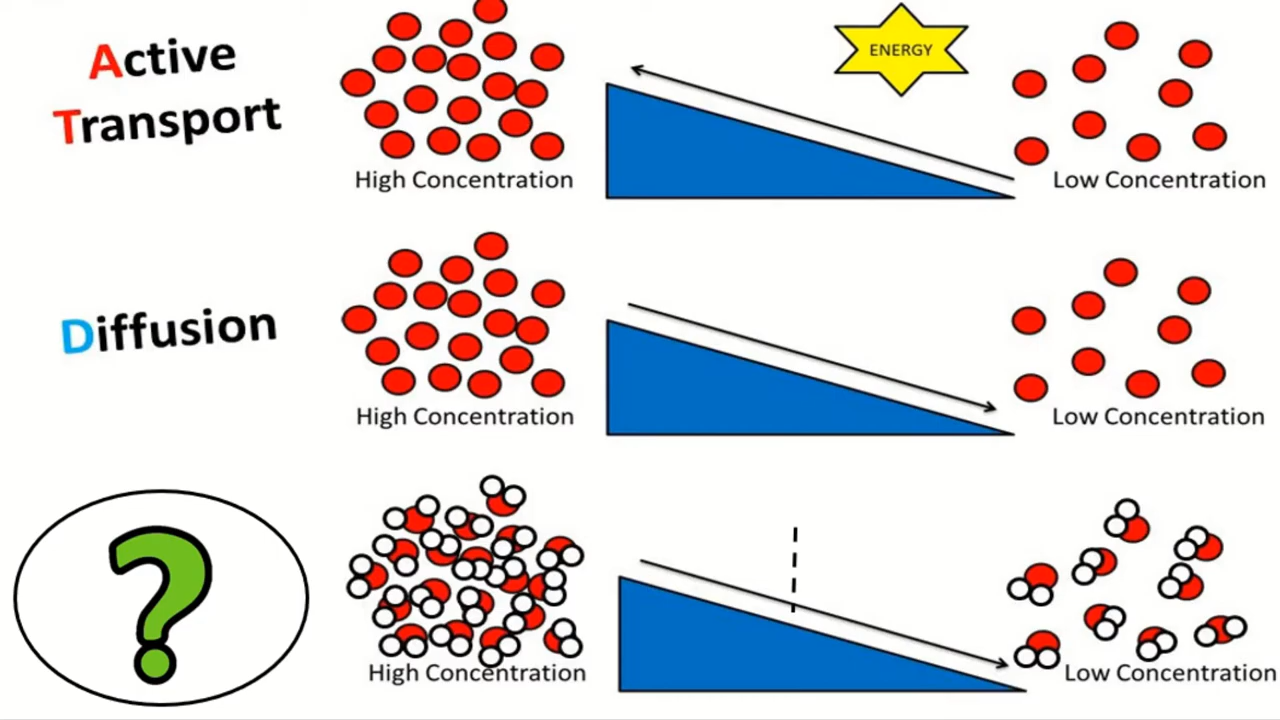 Active
Transport
ENERGY
High Concentration
Low Concentration
Diffusion
High Concentration
Low Concentration
?
High Concentration
Low Concentration